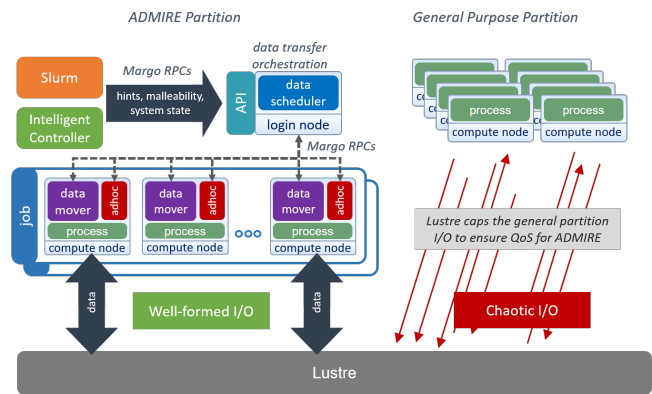 ADMIRE Partition
General Purpose Partition
Slurm
Intelligent
Controller
Margo RPCs
hints, malleability,
system state
data transfer
orchestration
API
data
scheduler
login node
Margo RPCs
job
data
mover
adhoc
process
compute node
data
mover
adhoc
process
compute node
data
mover
adhoc
process
compute node
process
compute node
process
compute node
Lustre caps the general partition
I/O to ensure QoS for ADMIRE
data
Well-formed I/O
data
Chaotic I/O
Lustre